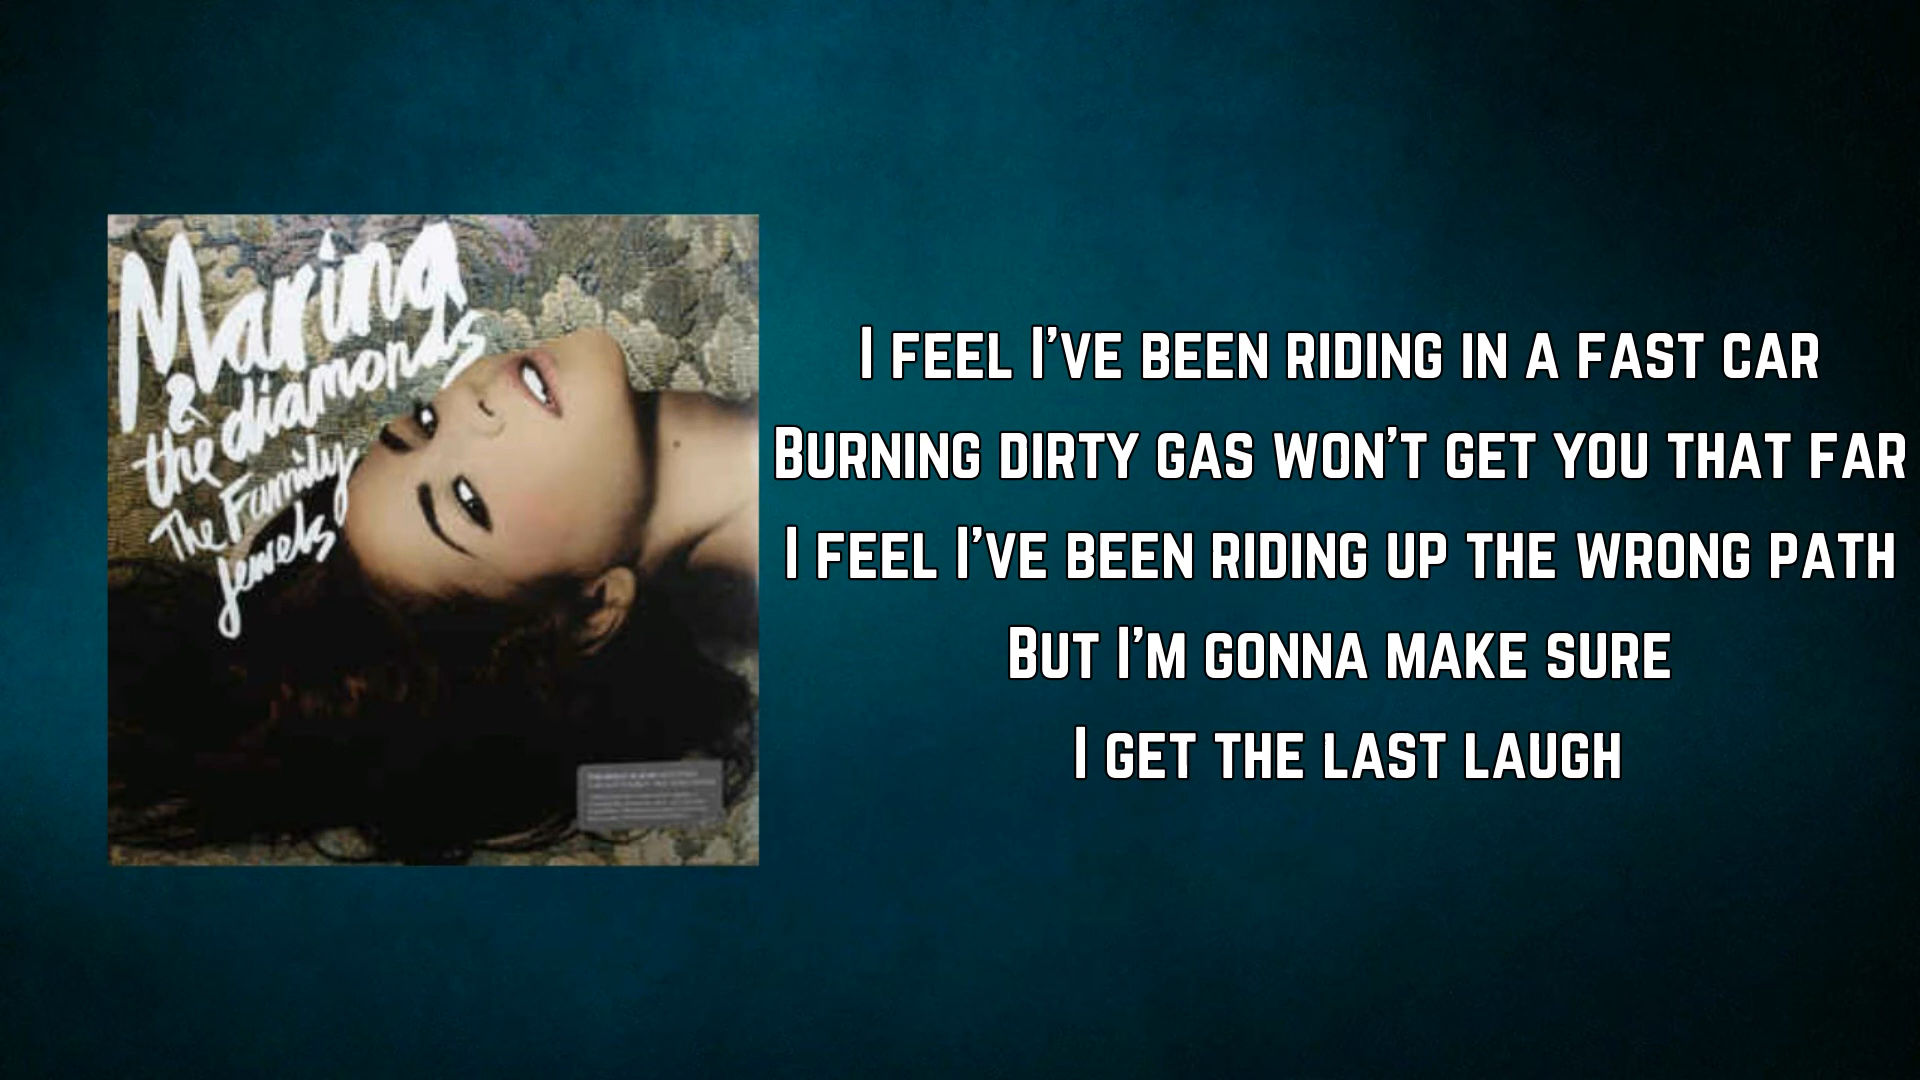 Marina
&
the diamonds
The Family
Jewels
I feel I've been riding in a fast car
Burning dirty gas won't get you that far
I feel I've been riding up the wrong path
But I'm gonna make sure
I get the last laugh